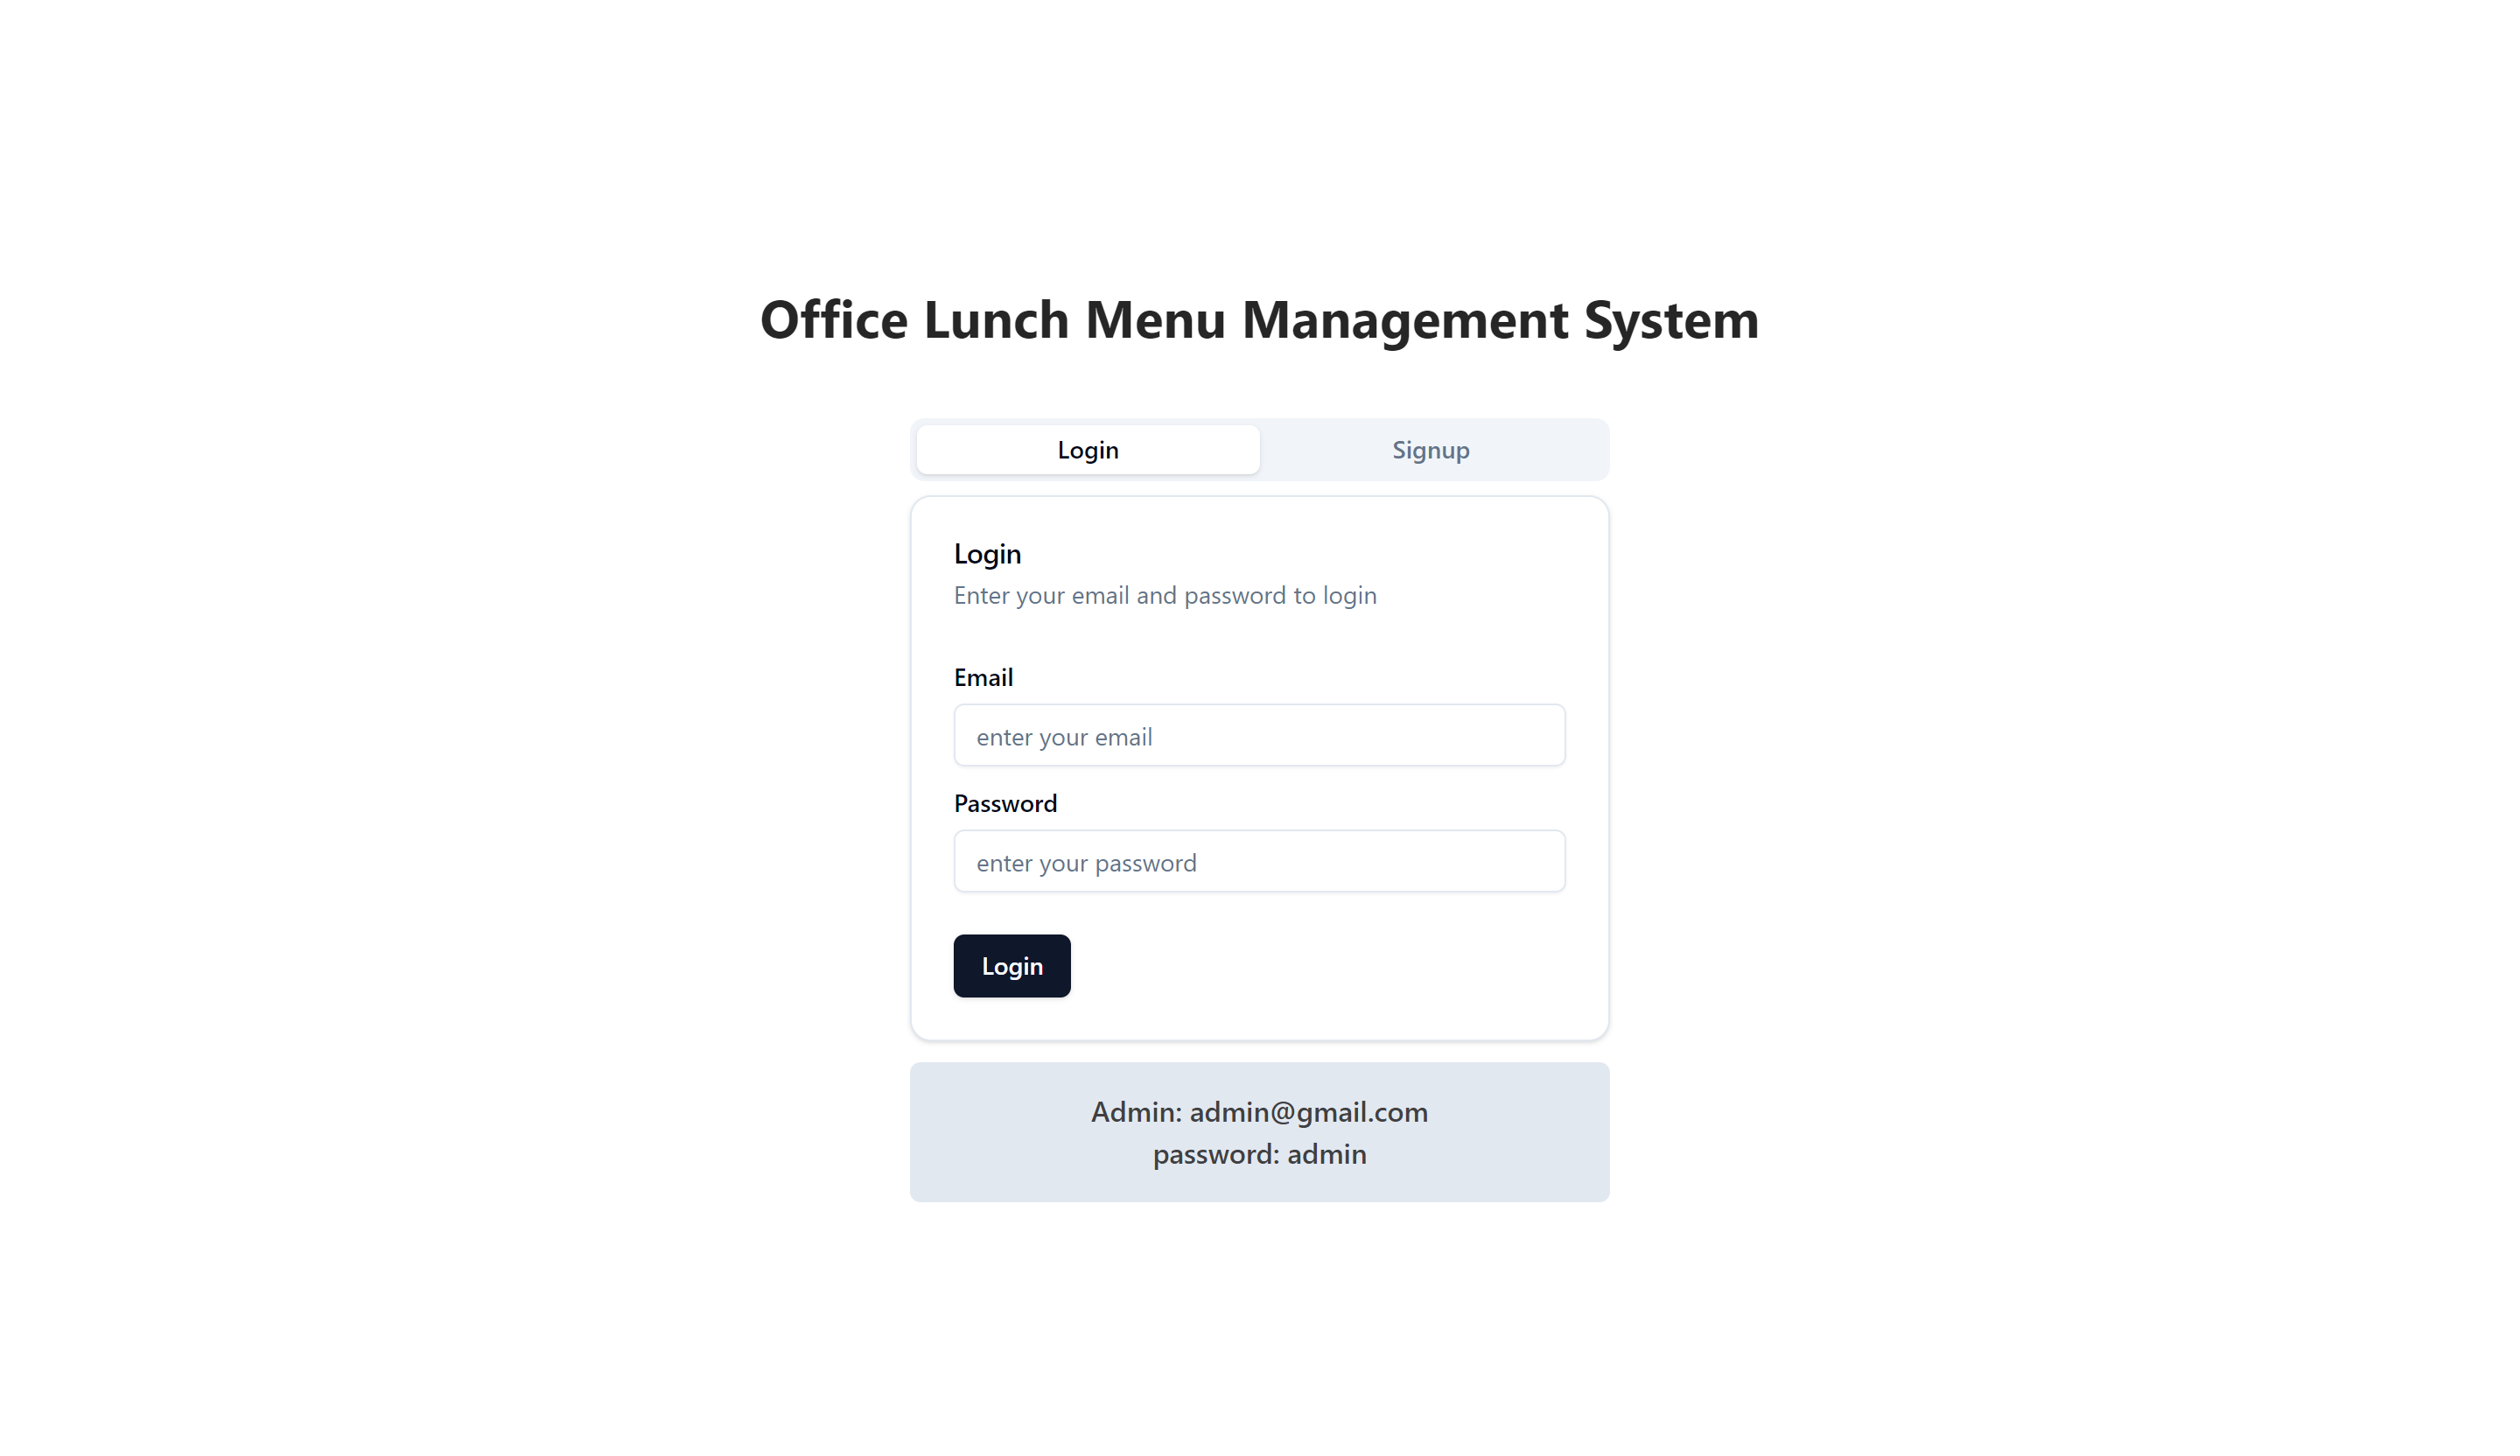 Office Lunch Menu Management System
Login
Signup
Login
Enter your email and password to login
Email
enter your email
Password
enter your password
Login
Admin: admin@gmail.com
password: admin